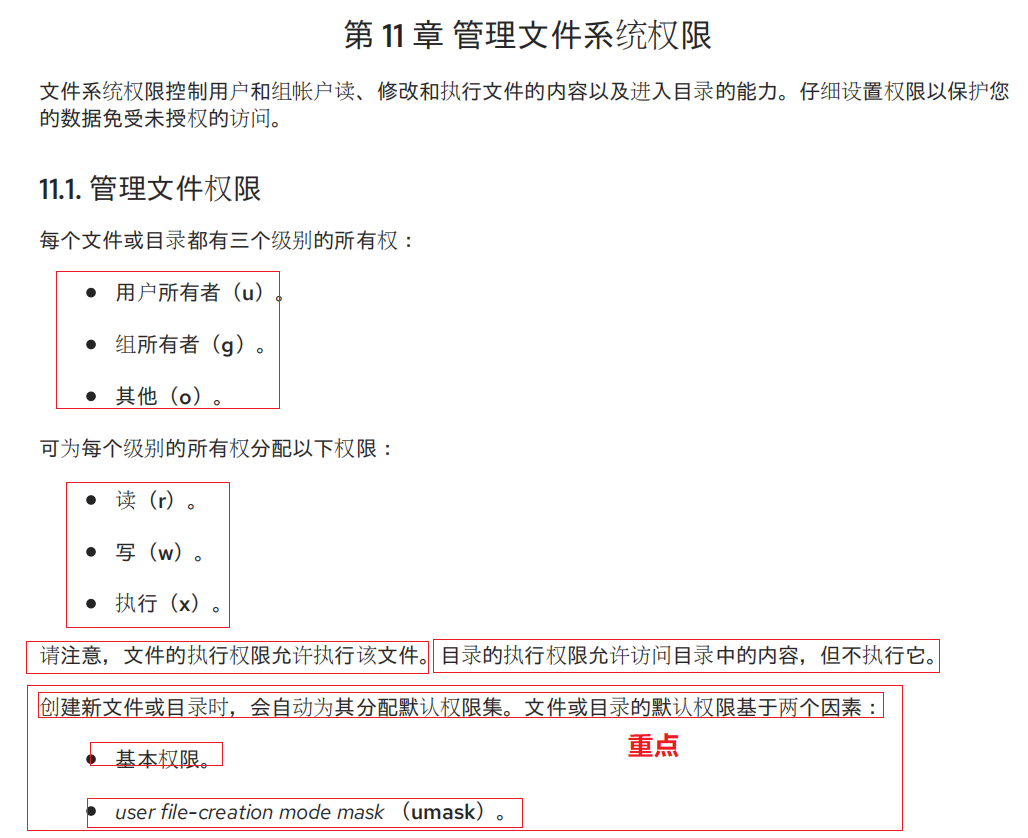 第 11 章 管理文件系统权限
文件系统权限控制用户和组帐户读、修改和执行文件的内容以及进入目录的能力。仔细设置权限以保护您
的数据免受未授权的访问。
11.1. 管理文件权限
每个文件或目录都有三个级别的所有权：
● 用户所有者（u）。
● 组所有者（g）。
● 其他（o）。
可为每个级别的所有权分配以下权限：
● 读（r）。
● 写（w）。
● 执行（x）。
请注意，文件的执行权限允许执行该文件。目录的执行权限允许访问目录中的内容，但不执行它。
创建新文件或目录时，会自动为其分配默认权限集。文件或目录的默认权限基于两个因素：
重点
● 基本权限。
● user file-creation mode mask （umask）。